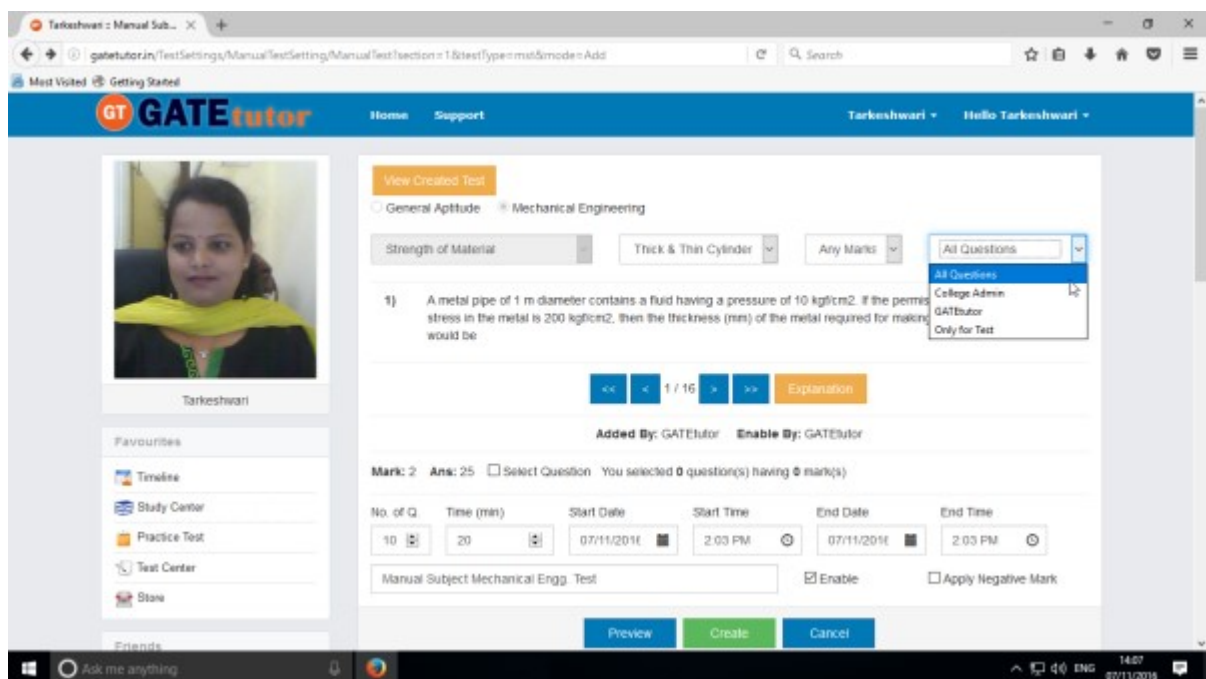 Tarkeshwari :: Manual Sub...
gatetutor.in/TestSettings/ManualTestSetting/ManualTest?section=1&testType=mst&mode=Add
Search
Most Visited Getting Started
GT GATEtutor Home Support Tarkeshwari Hello Tarkeshwari
View Created Test
General Aptitude Mechanical Engineering
Strength of Material Thick & Thin Cylinder Any Marks All Questions
All Questions
College Admin
GATEtutor
Only for Test
1) A metal pipe of 1 m diameter contains a fluid having a pressure of 10 kgf/cm2. If the permis
stress in the metal is 200 kgf/cm2, then the thickness (mm) of the metal required for making
would be
<< < 1 / 16 > >> Explanation
Added By: GATEtutor Enable By: GATEtutor
Mark: 2 Ans: 25 Select Question You selected 0 question(s) having 0 mark(s)
No. of Q. Time (min) Start Date Start Time End Date End Time
10 20 07/11/2016 2:03 PM 07/11/2016 2:03 PM
Manual Subject Mechanical Engg. Test Enable Apply Negative Mark
Preview Create Cancel
Tarkeshwari
Favourites
Timeline
Study Center
Practice Test
Test Center
Store
Friends
Ask me anything
ENG 14:07
07/11/2016